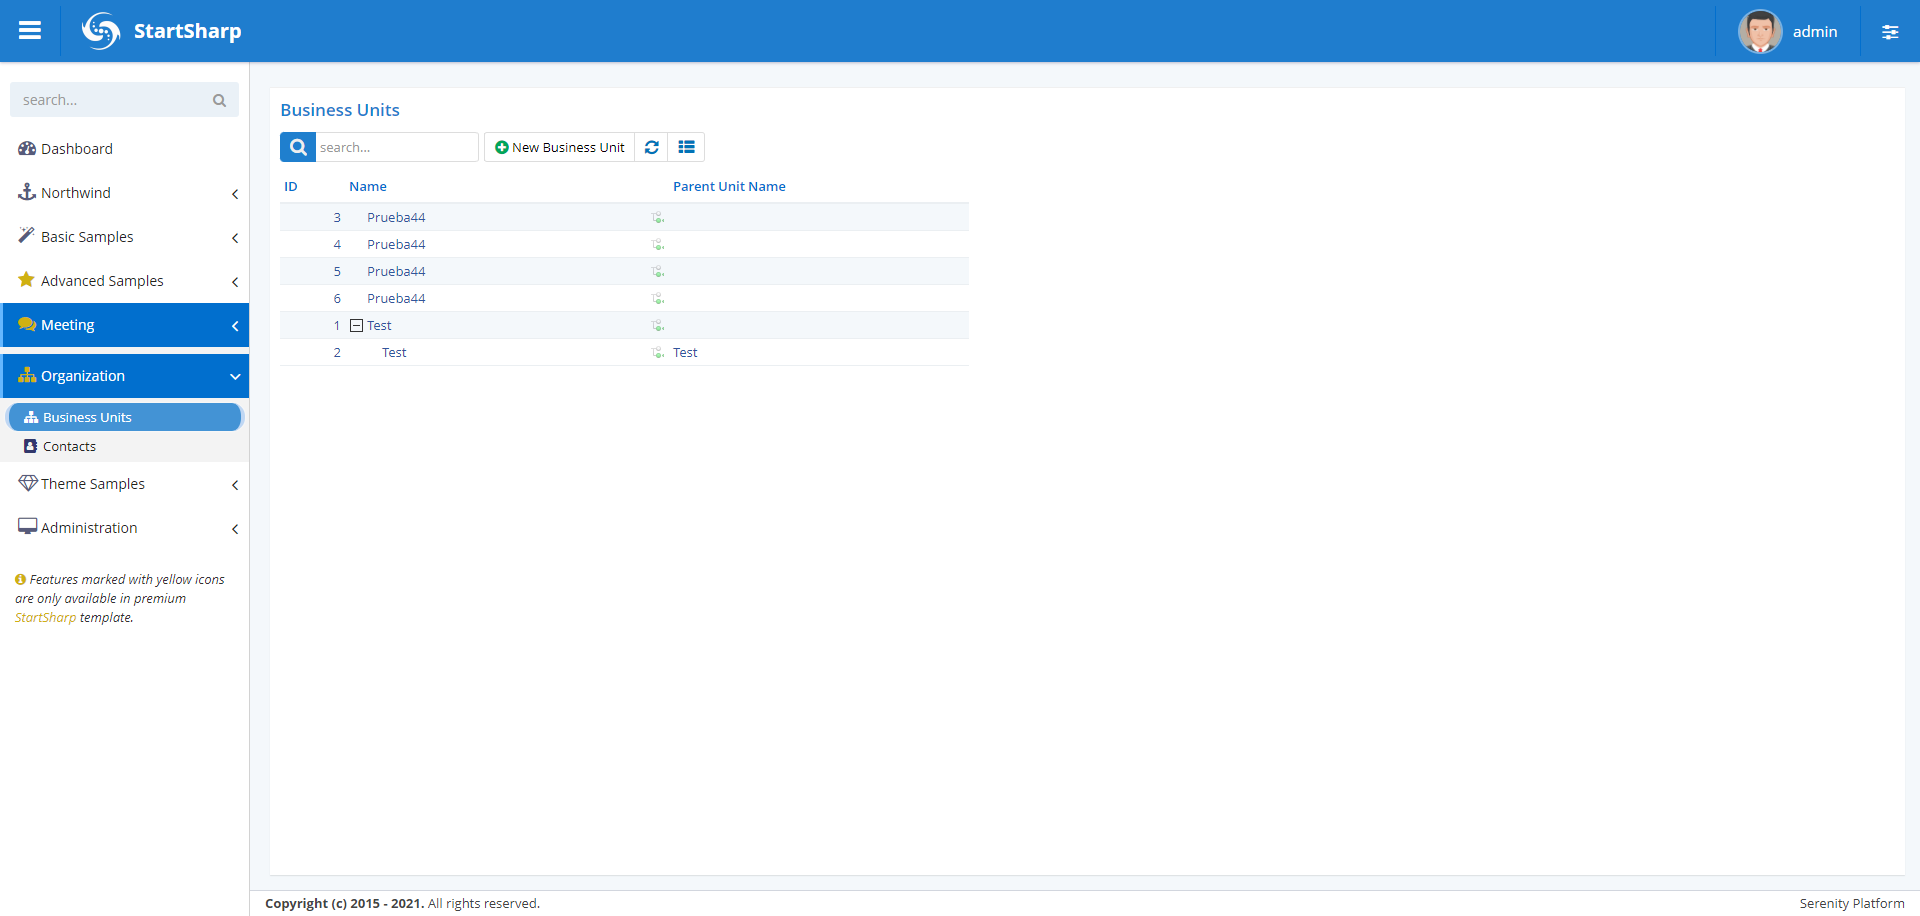 StartSharp
admin
search...
Dashboard
Northwind
Basic Samples
Advanced Samples
Meeting
Organization
Business Units
Contacts
Theme Samples
Administration
Features marked with yellow icons
are only available in premium
StartSharp template.
Business Units
search...
New Business Unit
ID Name Parent Unit Name
3 Prueba44
4 Prueba44
5 Prueba44
6 Prueba44
1 Test
2 Test Test
Copyright (c) 2015 - 2021. All rights reserved.
Serenity Platform